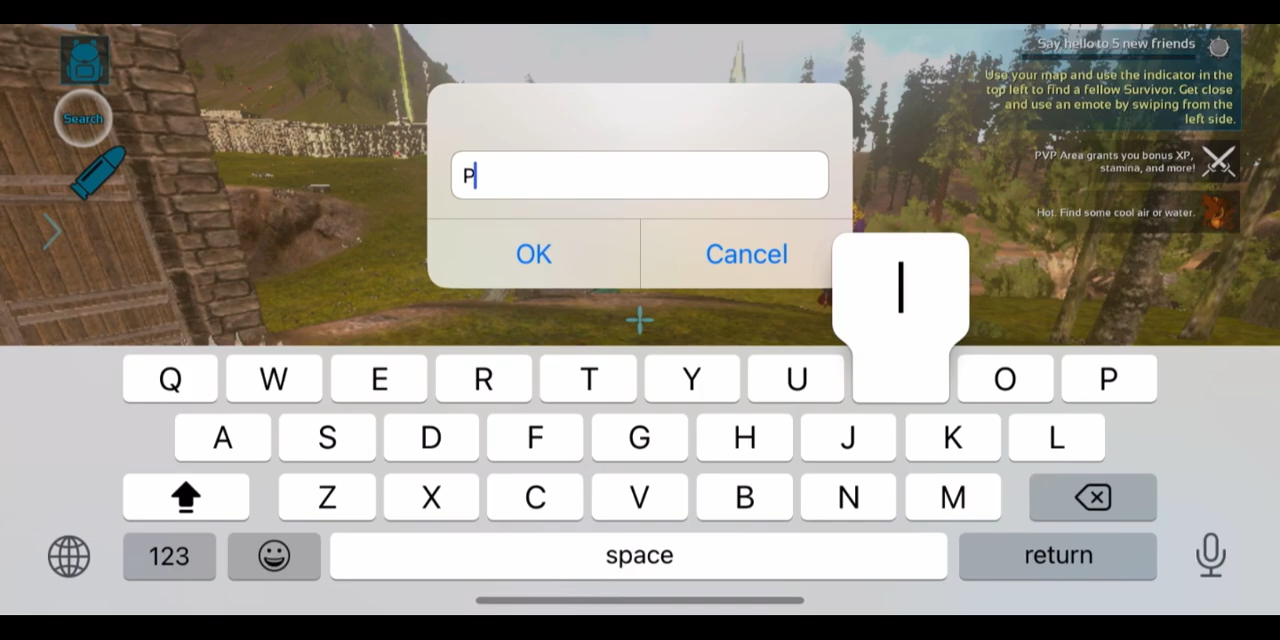 Search
Say hello to 5 new friends
Use your map and use the indicator in the
top left to find a fellow Survivor. Get close
and use an emote by swiping from the
left side.
PVP Area grants you bonus XP,
stamina, and more!
Hot. Find some cool air or water.
P
OK Cancel
I
Q W E R T Y U O P
A S D F G H J K L
Z X C V B N M
123 space return